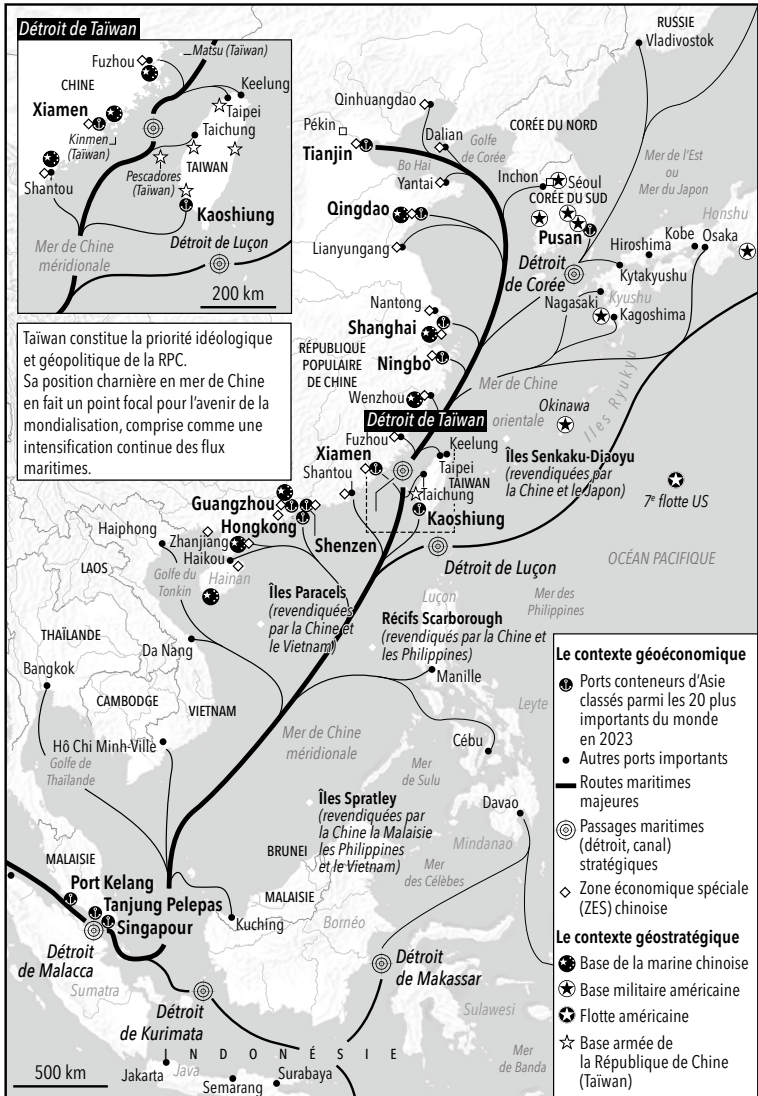 Détroit de Taïwan
Matsu (Taïwan)
Fuzhou
CHINE
Keelung
Xiamen
Taipei
Kinmen
(Taïwan)
Taichung
TAIWAN
Pescadores
(Taïwan)
Shantou
Kaoshiung
Mer de Chine
méridionale
Détroit de Luçon
200 km
Taïwan constitue la priorité idéologique
et géopolitique de la RPC.
Sa position charnière en mer de Chine
en fait un point focal pour l'avenir de la
mondialisation, comprise comme une
intensification continue des flux
maritimes.
RUSSIE
Vladivostok
Qinhuangdao
Pékin
Dalian
CORÉE DU NORD
Golfe
de Corée
Tianjin
Bo Hai
Mer de l'Est
ou
Mer du Japon
Yantai
Inchon
Séoul
CORÉE DU SUD
Honshu
Qingdao
Pusan
Kobe
Osaka
Hiroshima
Lianyungang
Détroit
de Corée
Kytakyushu
Nagasaki
Kyushu
Kagoshima
Nantong
Shanghai
RÉPUBLIQUE
POPULAIRE
DE CHINE
Ningbo
Mer de Chine
orientale
Iles Ryukyu
Wenzhou
Okinawa
Détroit de Taïwan
Fuzhou
Keelung
Xiamen
Îles Senkaku-Diaoyu
(revendiquées par
la Chine et le Japon)
Taipei
TAIWAN
Shantou
Taichung
7e flotte US
Guangzhou
Hongkong
Kaoshiung
Shenzen
Haiphong
Zhanjiang
Haikou
Détroit de Luçon
OCÉAN PACIFIQUE
LAOS
Golfe du
Tonkin
Hainan
Îles Paracels
(revendiquées
par la Chine et
le Vietnam)
Luçon
Mer des
Philippines
Récifs Scarborough
(revendiquées par la Chine et
les Philippines)
THAÏLANDE
Da Nang
Bangkok
Manille
CAMBODGE
VIETNAM
Leyte
Mer de Chine
méridionale
Hô Chi Minh-Ville
Cébu
Golfe de
Thaïlande
Mer
de Sulu
Îles Spratley
(revendiquées par
la Chine la Malaisie
les Philippines
et le Vietnam)
Davao
Mindanao
BRUNEI
MALAISIE
Mer
des Célèbes
Port Kelang
Tanjung Pelepas
Singapour
MALAISIE
Kuching
Bornéo
Détroit
de Malacca
Détroit
de Makassar
Sumatra
Sulawesi
Détroit
de Kurimata
INDONÉSIE
Mer
de Banda
500 km
Jakarta
Java
Semarang
Surabaya
Le contexte géoéconomique
Ports conteneurs d'Asie
classés parmi les 20 plus
importants du monde
en 2023
Autres ports importants
Routes maritimes
majeures
Passages maritimes
(détroit, canal)
stratégiques
Zone économique spéciale
(ZES) chinoise
Le contexte géostratégique
Base de la marine chinoise
Base militaire américaine
Flotte américaine
Base armée de
la République de Chine
(Taïwan)